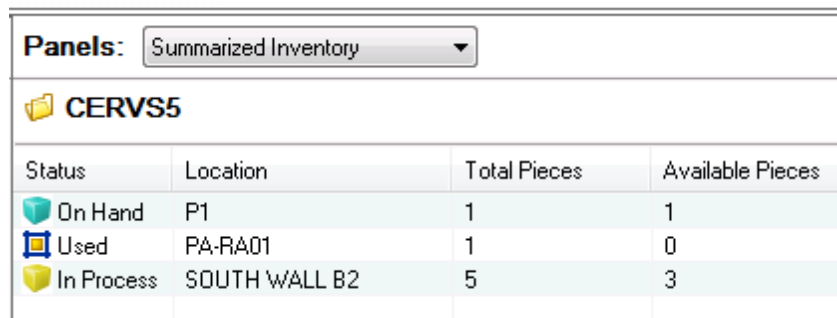 Panels: Summarized Inventory
CERVS5
Status Location Total Pieces Available Pieces
On Hand P1 1 1
Used PA-RA01 1 0
In Process SOUTH WALL B2 5 3